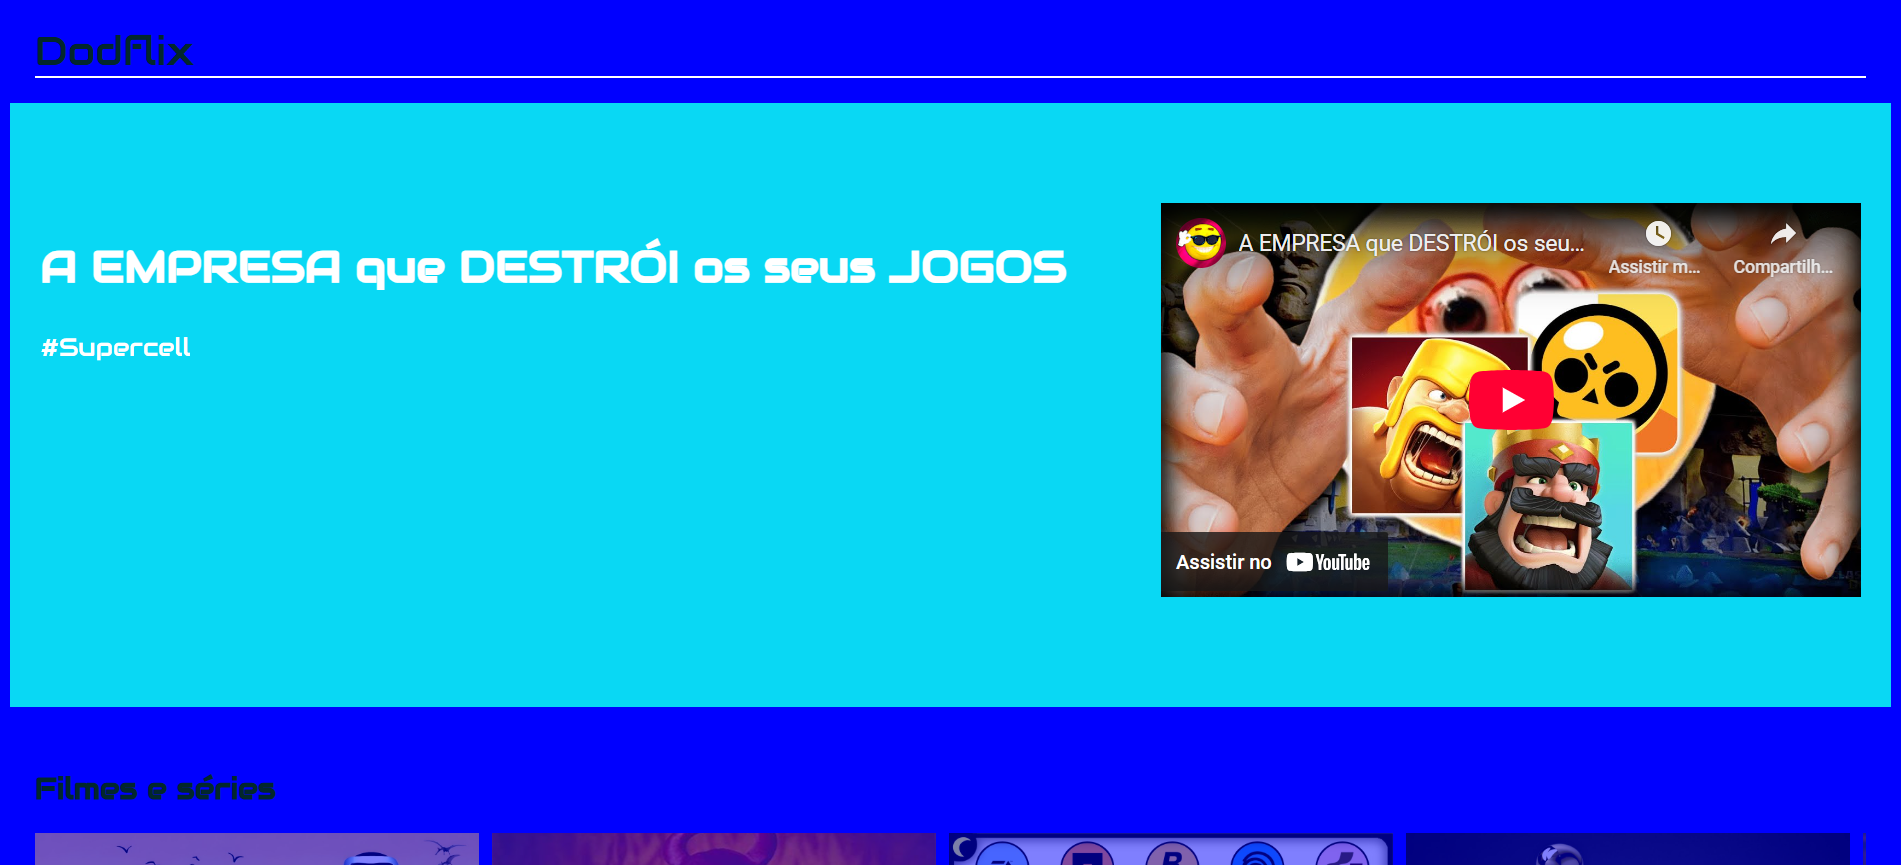 Dodflix
A EMPRESA que DESTRÓI os seus JOGOS
#Supercell
A EMPRESA que DESTRÓI os seu...
Assistir m...
Compartilh...
Assistir no YouTube
Filmes e séries